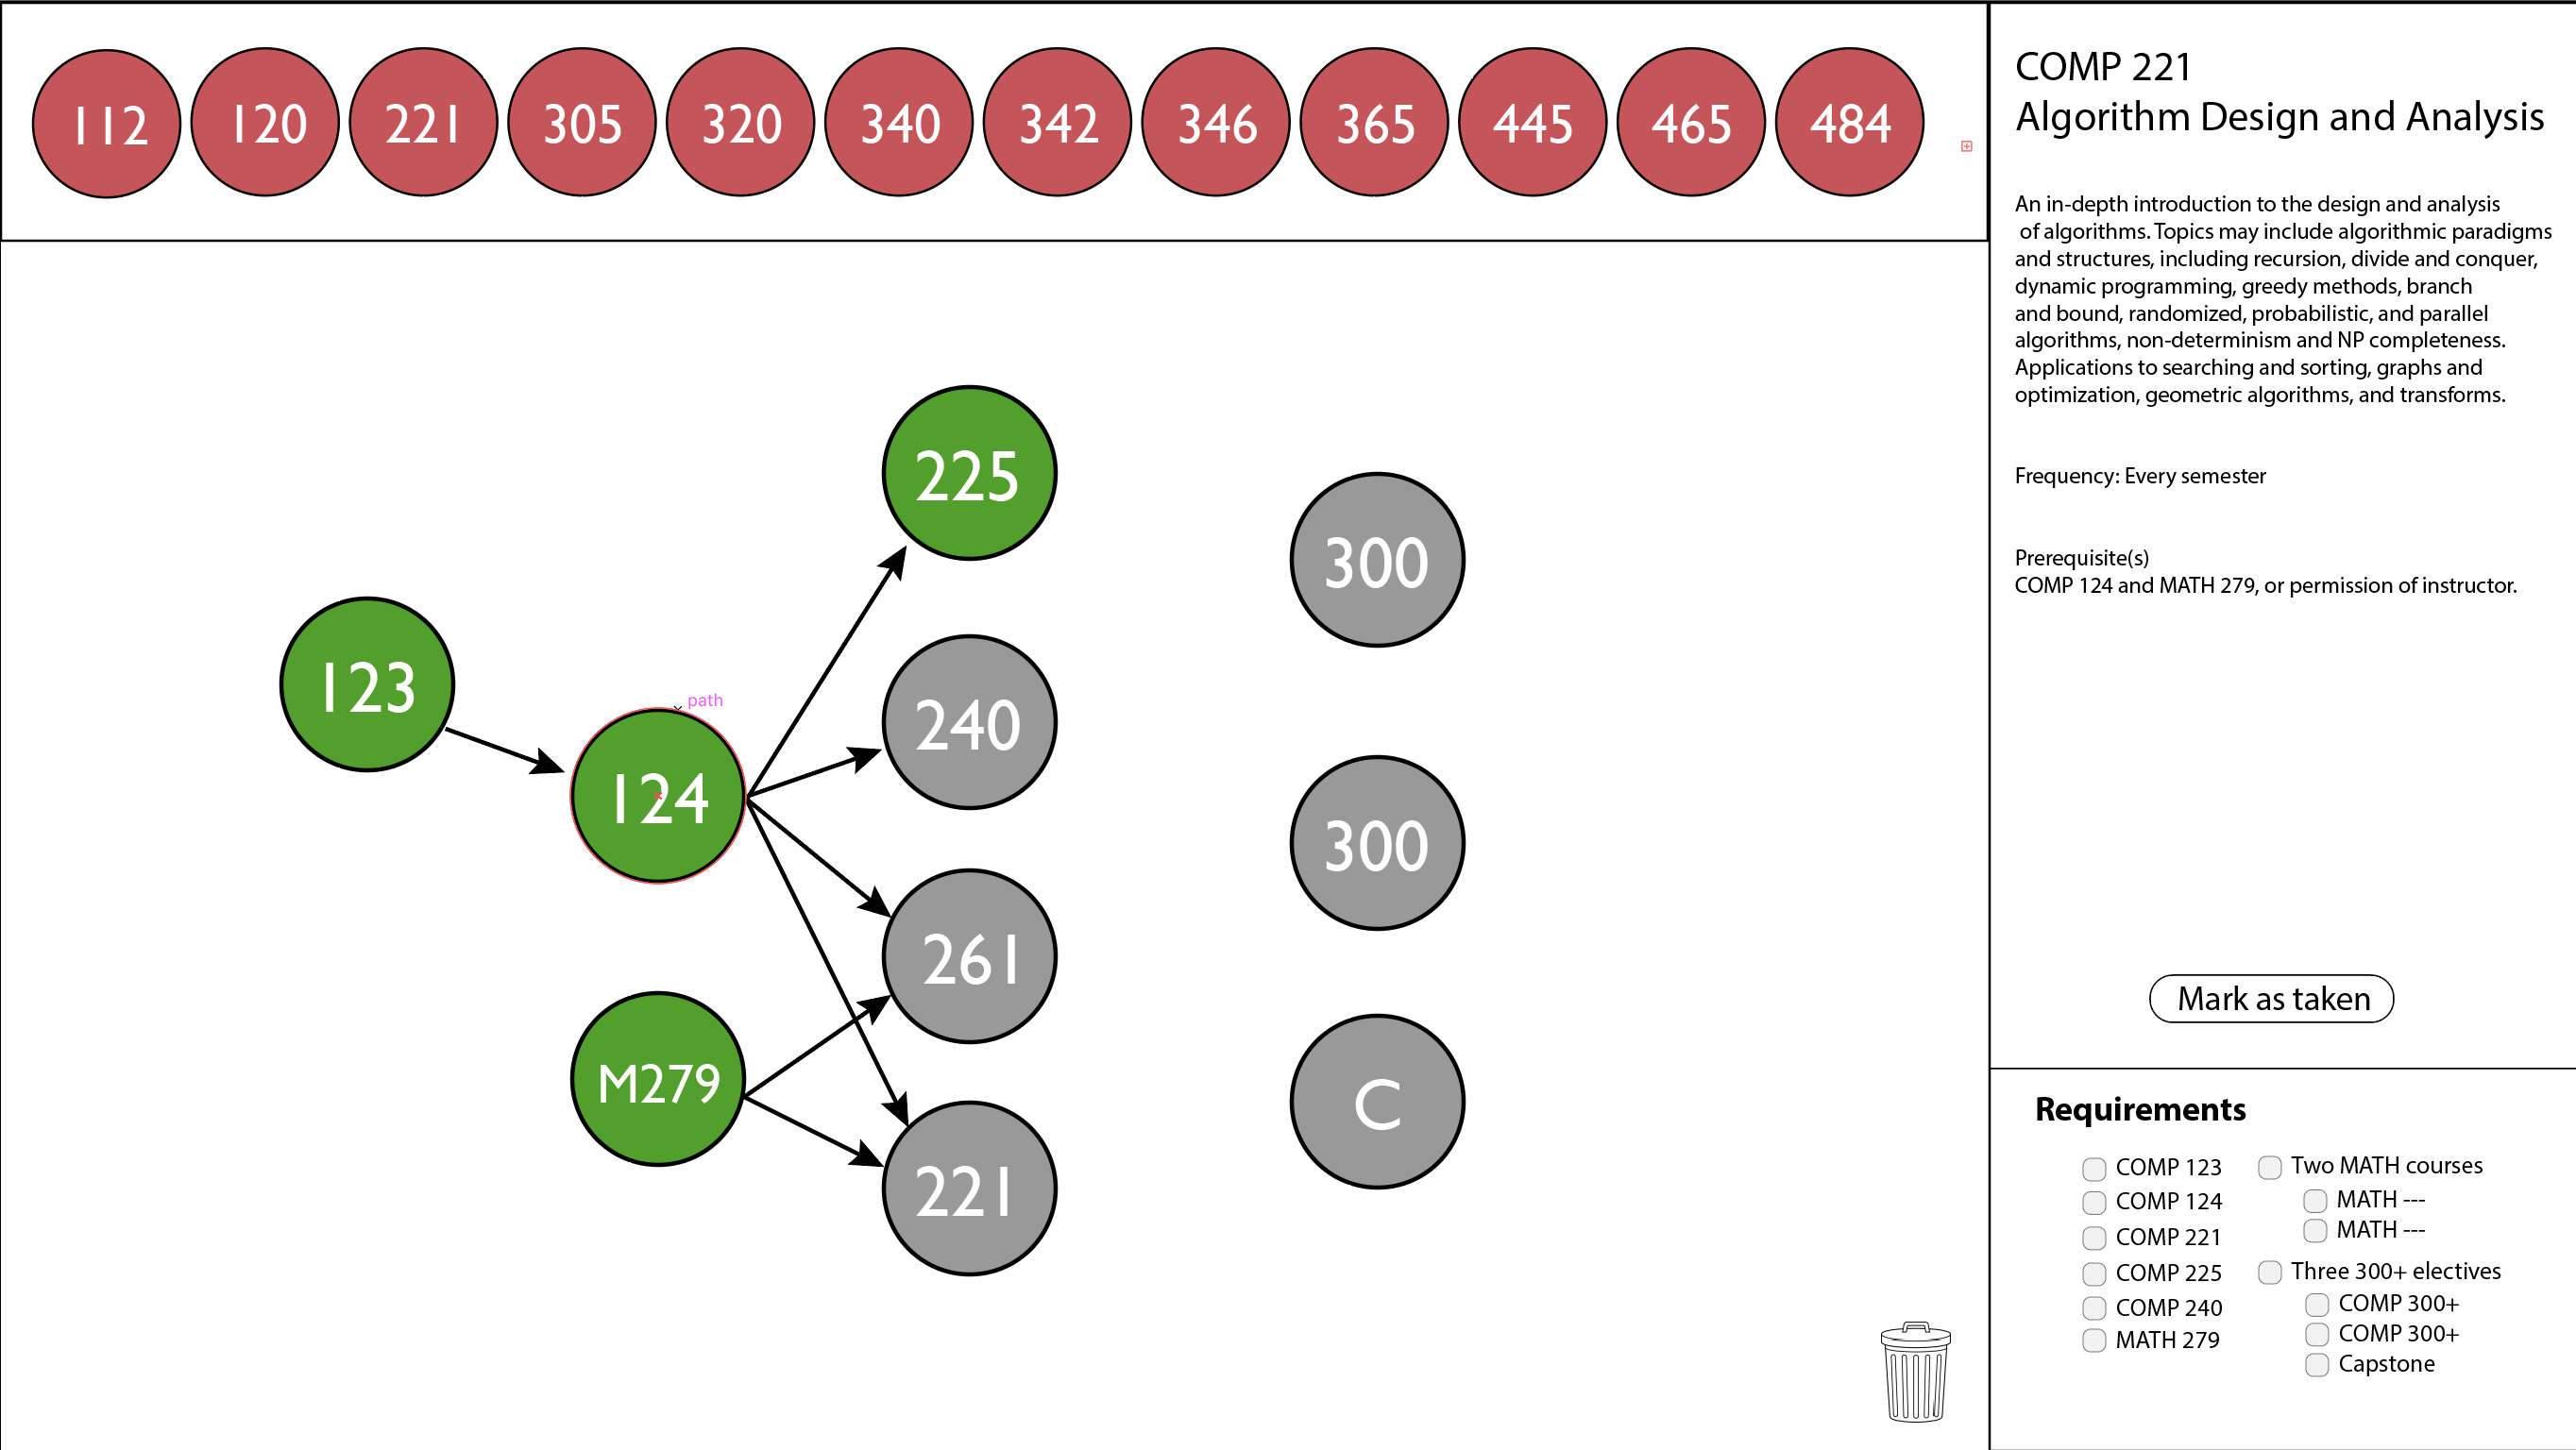 112
120
221
305
320
340
342
346
365
445
465
484
225
240
261
221
123
124
path
M279
300
300
C
COMP 221
Algorithm Design and Analysis
An in-depth introduction to the design and analysis
of algorithms. Topics may include algorithmic paradigms
and structures, including recursion, divide and conquer,
dynamic programming, greedy methods, branch
and bound, randomized, probabilistic, and parallel
algorithms, non-determinism and NP completeness.
Applications to searching and sorting, graphs and
optimization, geometric algorithms, and transforms.
Frequency: Every semester
Prerequisite(s)
COMP 124 and MATH 279, or permission of instructor.
Mark as taken
Requirements
COMP 123
COMP 124
COMP 221
COMP 225
COMP 240
MATH 279
Two MATH courses
MATH ---
MATH ---
Three 300+ electives
COMP 300+
COMP 300+
Capstone